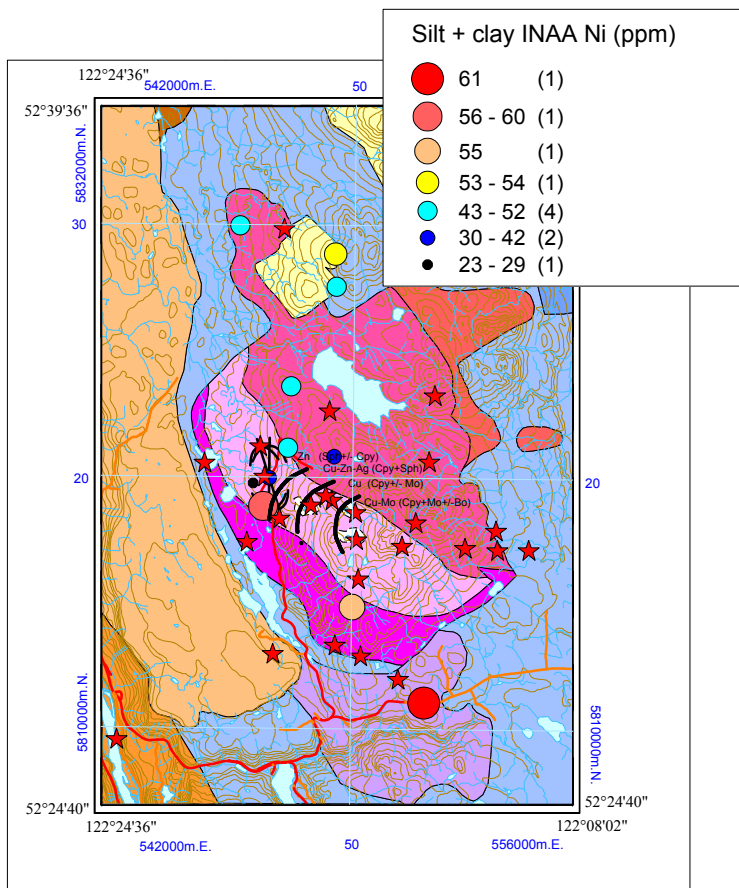 Silt + clay INAA Ni (ppm)
61 (1)
56 - 60 (1)
55 (1)
53 - 54 (1)
43 - 52 (4)
30 - 42 (2)
23 - 29 (1)
122°24'36"
542000m.E.
50
52°39'36"
5832000m.N.
30
Zn (Sph+/- Cpy)
Cu-Zn-Ag (Cpy+Sph)
20
20
Cu (Cpy+/- Mo)
Cu-Mo (Cpy+Mo+/-Bo)
5810000m.N.
5810000m.N.
52°24'40"
52°24'40"
122°24'36"
122°08'02"
542000m.E.
50
556000m.E.